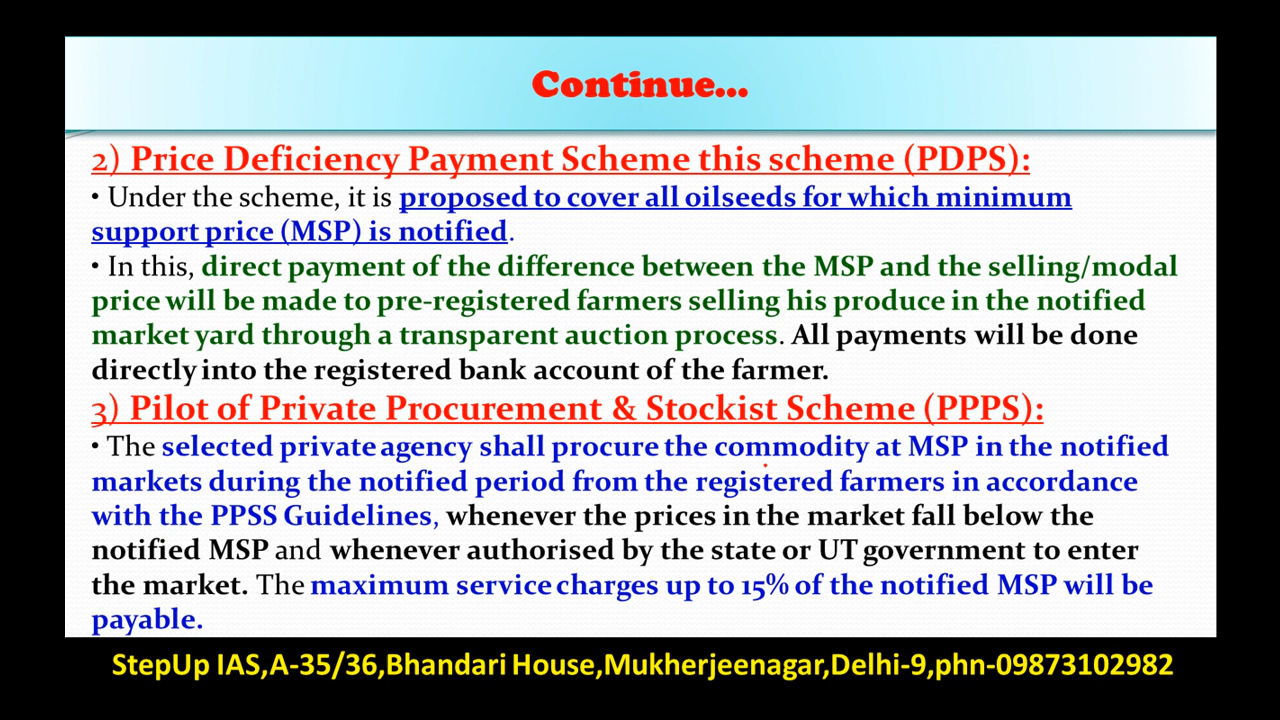 Continue...
2) Price Deficiency Payment Scheme this scheme (PDPS):
• Under the scheme, it is proposed to cover all oilseeds for which minimum
support price (MSP) is notified.
• In this, direct payment of the difference between the MSP and the selling/modal
price will be made to pre-registered farmers selling his produce in the notified
market yard through a transparent auction process. All payments will be done
directly into the registered bank account of the farmer.
3) Pilot of Private Procurement & Stockist Scheme (PPPS):
• The selected private agency shall procure the commodity at MSP in the notified
markets during the notified period from the registered farmers in accordance
with the PPSS Guidelines, whenever the prices in the market fall below the
notified MSP and whenever authorised by the state or UT government to enter
the market. The maximum service charges up to 15% of the notified MSP will be
payable.
StepUp IAS,A-35/36,Bhandari House,Mukherjeenagar,Delhi-9,phn-09873102982